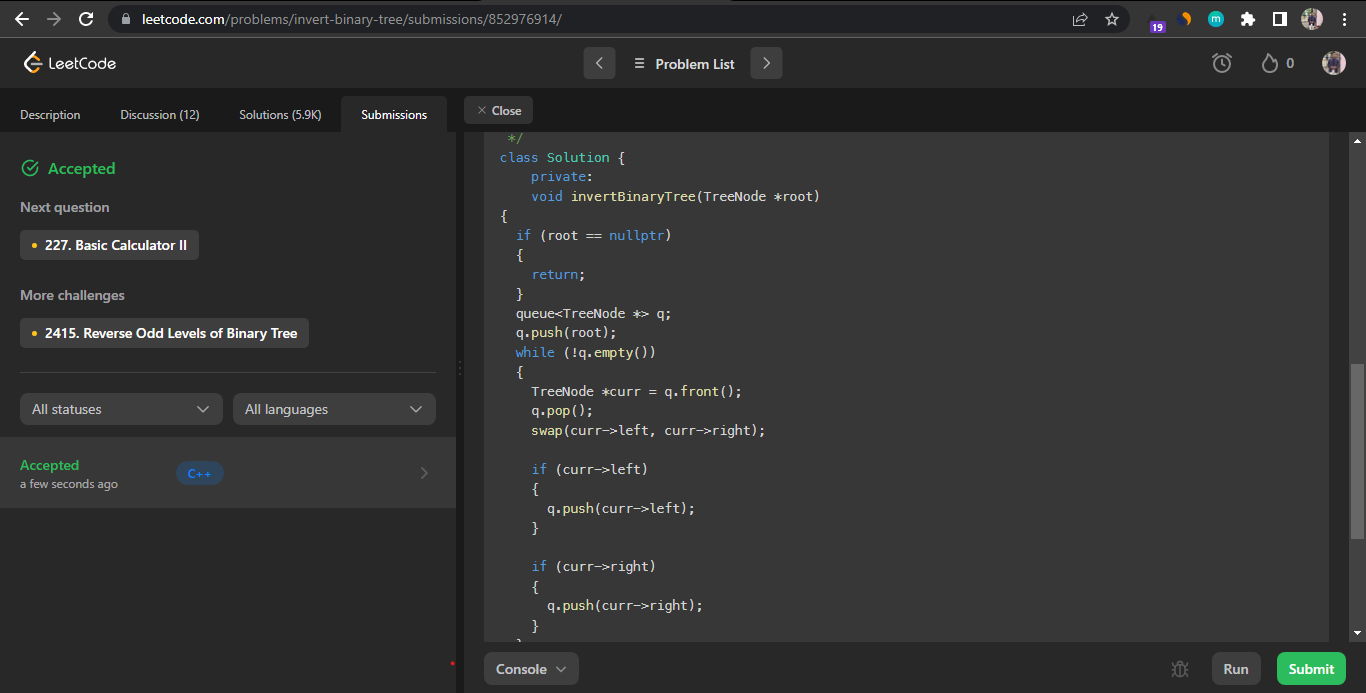 leetcode.com/problems/invert-binary-tree/submissions/852976914/
19
m
LeetCode
Problem List
0
Description
Discussion (12)
Solutions (5.9K)
Submissions
Close
Accepted
Next question
227. Basic Calculator II
More challenges
2415. Reverse Odd Levels of Binary Tree
All statuses
All languages
Accepted
a few seconds ago
C++
*/
class Solution {
    private:
    void invertBinaryTree(TreeNode *root)
{
  if (root == nullptr)
  {
    return;
  }
  queue<TreeNode *> q;
  q.push(root);
  while (!q.empty())
  {
    TreeNode *curr = q.front();
    q.pop();
    swap(curr->left, curr->right);
    if (curr->left)
    {
      q.push(curr->left);
    }
    if (curr->right)
    {
      q.push(curr->right);
    }
Console
Run
Submit